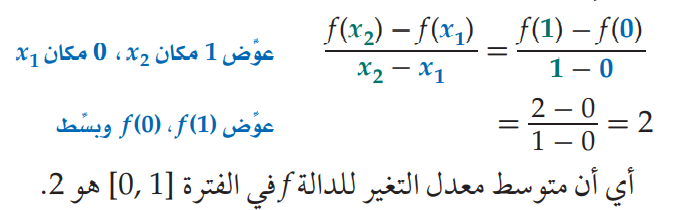 عوِّض 1 مكان x₂ ، 0 مكان x₁ (f(x₂) − f(x₁))/(x₂ − x₁) = (f(1) − f(0))/(1 − 0)
عوِّض f(1) ، f(0) وبسِّط = (2 − 0)/(1 − 0) = 2
أي أن متوسط معدل التغير للدالة f في الفترة [0, 1] هو 2.